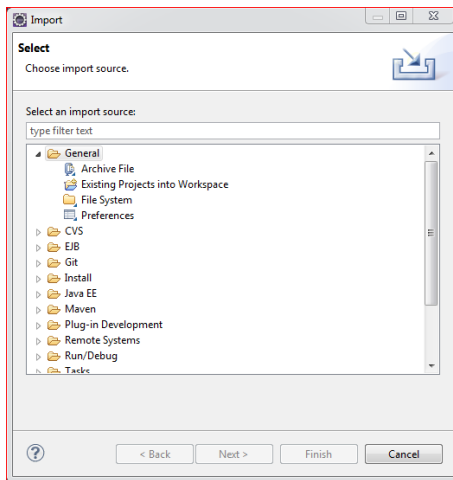 Import
Select
Choose import source.
Select an import source:
type filter text
General
Archive File
Existing Projects into Workspace
File System
Preferences
CVS
EJB
Git
Install
Java EE
Maven
Plug-in Development
Remote Systems
Run/Debug
Tasks
? < Back Next > Finish Cancel